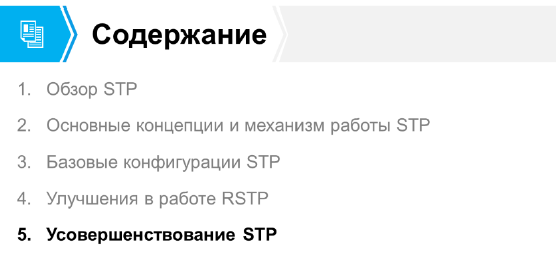 Содержание
1. Обзор STP
2. Основные концепции и механизм работы STP
3. Базовые конфигурации STP
4. Улучшения в работе RSTP
5. Усовершенствование STP